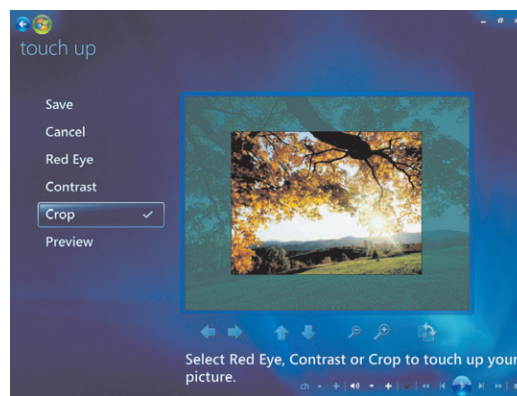 touch up
Save
Cancel
Red Eye
Contrast
Crop
Preview
Select Red Eye, Contrast or Crop to touch up your
picture.
ch - +